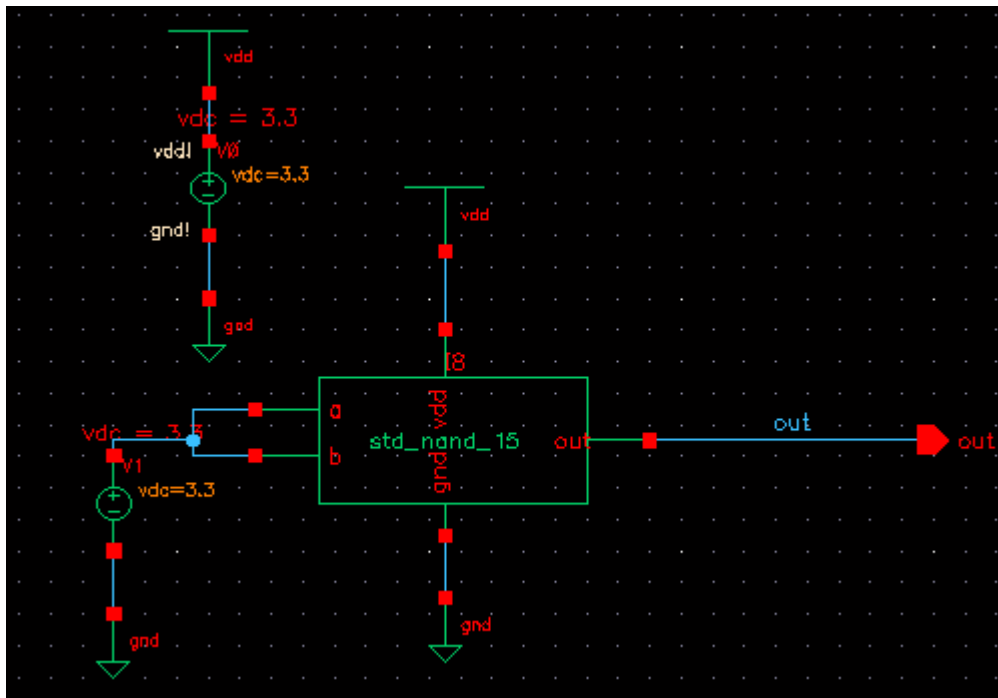 vdd
vdc = 3.3
vdd!
V0
vdc=3.3
gnd!
gnd
vdd
I8
a
vdd
vdc = 3.3
std_nand_15
out
out
out
b
gnd
V1
vdc=3.3
gnd
gnd